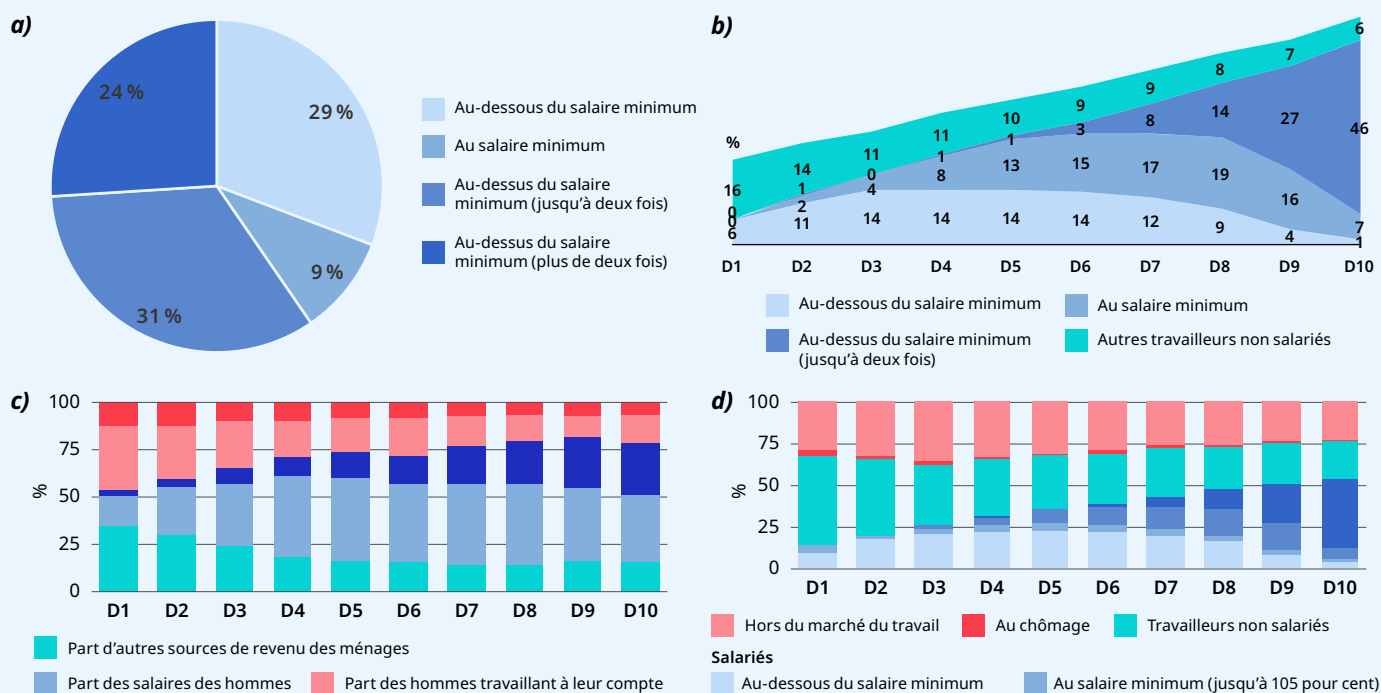 a)
29 %
9 %
31 %
24 %
Au-dessous du salaire minimum
Au salaire minimum
Au-dessus du salaire
minimum (jusqu'à deux fois)
Au-dessus du salaire
minimum (plus de deux fois)
b)
%
16 14 11 11 10 9 9 8 7 6
0 1 0 1 1 3 8 14 27 46
0 2 4 8 13 15 17 19 16 7
6 11 14 14 14 14 12 9 4 1
D1 D2 D3 D4 D5 D6 D7 D8 D9 D10
Au-dessous du salaire minimum
Au salaire minimum
Au-dessus du salaire minimum
(jusqu'à deux fois)
Autres travailleurs non salariés
c)
%
100
75
50
25
0
D1 D2 D3 D4 D5 D6 D7 D8 D9 D10
Part d'autres sources de revenu des ménages
Part des salaires des hommes
Part des hommes travaillant à leur compte
d)
%
100
75
50
25
0
D1 D2 D3 D4 D5 D6 D7 D8 D9 D10
Hors du marché du travail
Au chômage
Travailleurs non salariés
Salariés
Au-dessous du salaire minimum
Au salaire minimum (jusqu'à 105 pour cent)